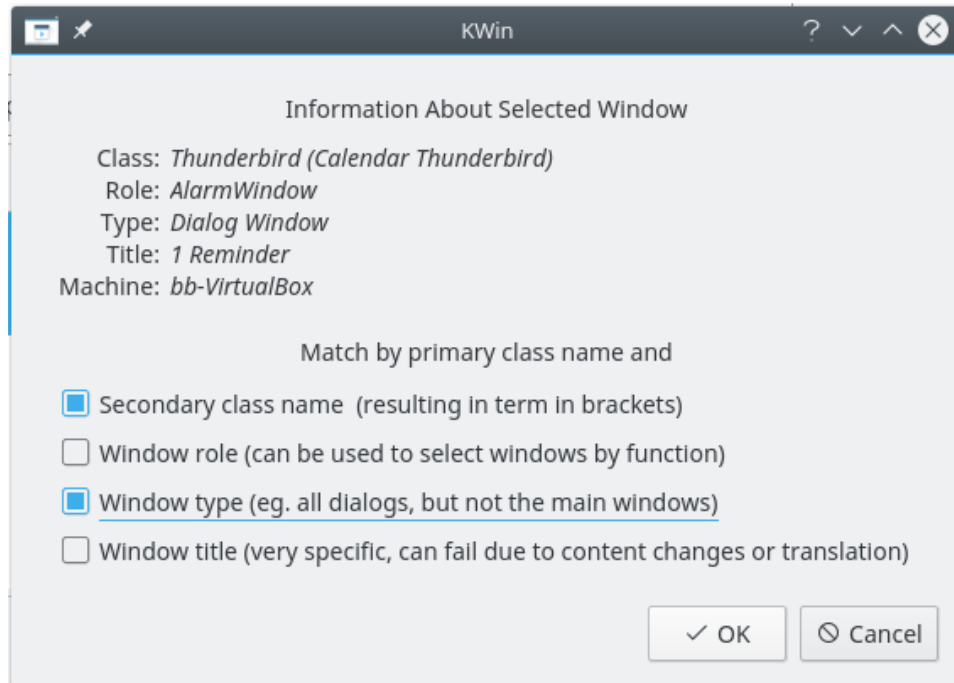 KWin
Information About Selected Window
Class: Thunderbird (Calendar Thunderbird)
Role: AlarmWindow
Type: Dialog Window
Title: 1 Reminder
Machine: bb-VirtualBox
Match by primary class name and
Secondary class name  (resulting in term in brackets)
Window role (can be used to select windows by function)
Window type (eg. all dialogs, but not the main windows)
Window title (very specific, can fail due to content changes or translation)
OK Cancel